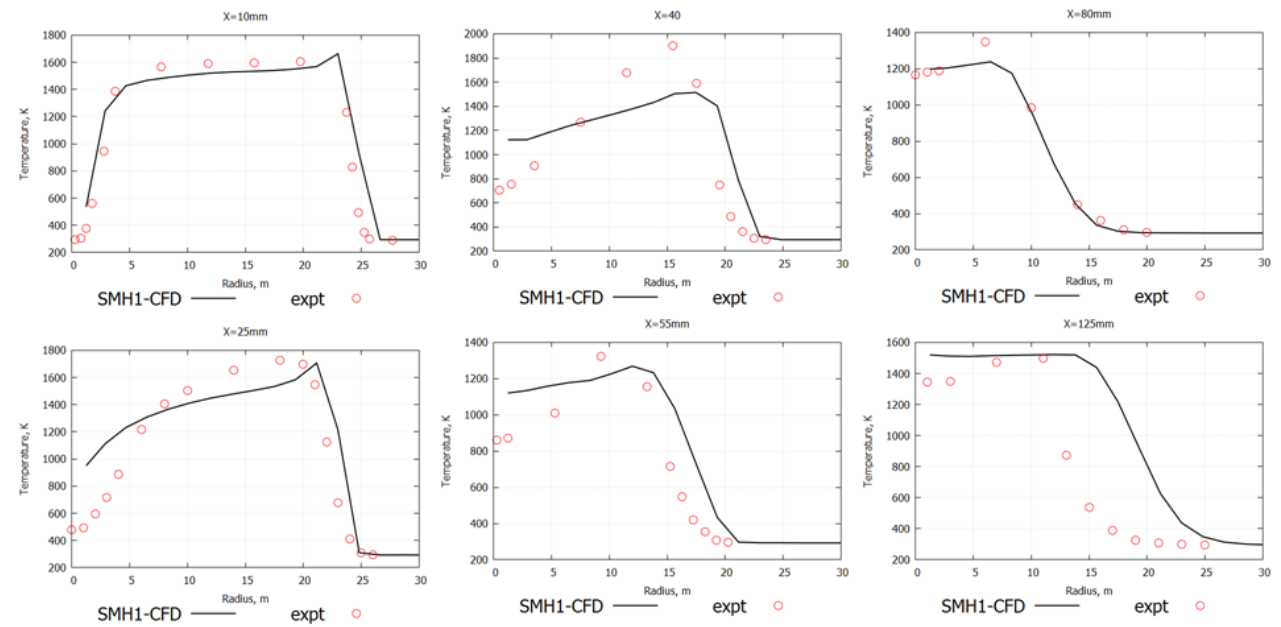 X=10mm
1800
1600
1400
1200
1000
800
600
400
200
Temperature, K
0 5 10 15 20 25 30
Radius, m
SMH1-CFD expt
X=40
2000
1800
1600
1400
1200
1000
800
600
400
200
Temperature, K
0 5 10 15 20 25 30
Radius, m
SMH1-CFD expt
X=80mm
1400
1200
1000
800
600
400
200
Temperature, K
0 5 10 15 20 25 30
Radius, m
SMH1-CFD expt
X=25mm
1800
1600
1400
1200
1000
800
600
400
200
Temperature, K
0 5 10 15 20 25 30
Radius, m
SMH1-CFD expt
X=55mm
1400
1200
1000
800
600
400
200
Temperature, K
0 5 10 15 20 25 30
Radius, m
SMH1-CFD expt
X=125mm
1600
1400
1200
1000
800
600
400
200
Temperature, K
0 5 10 15 20 25 30
Radius, m
SMH1-CFD expt